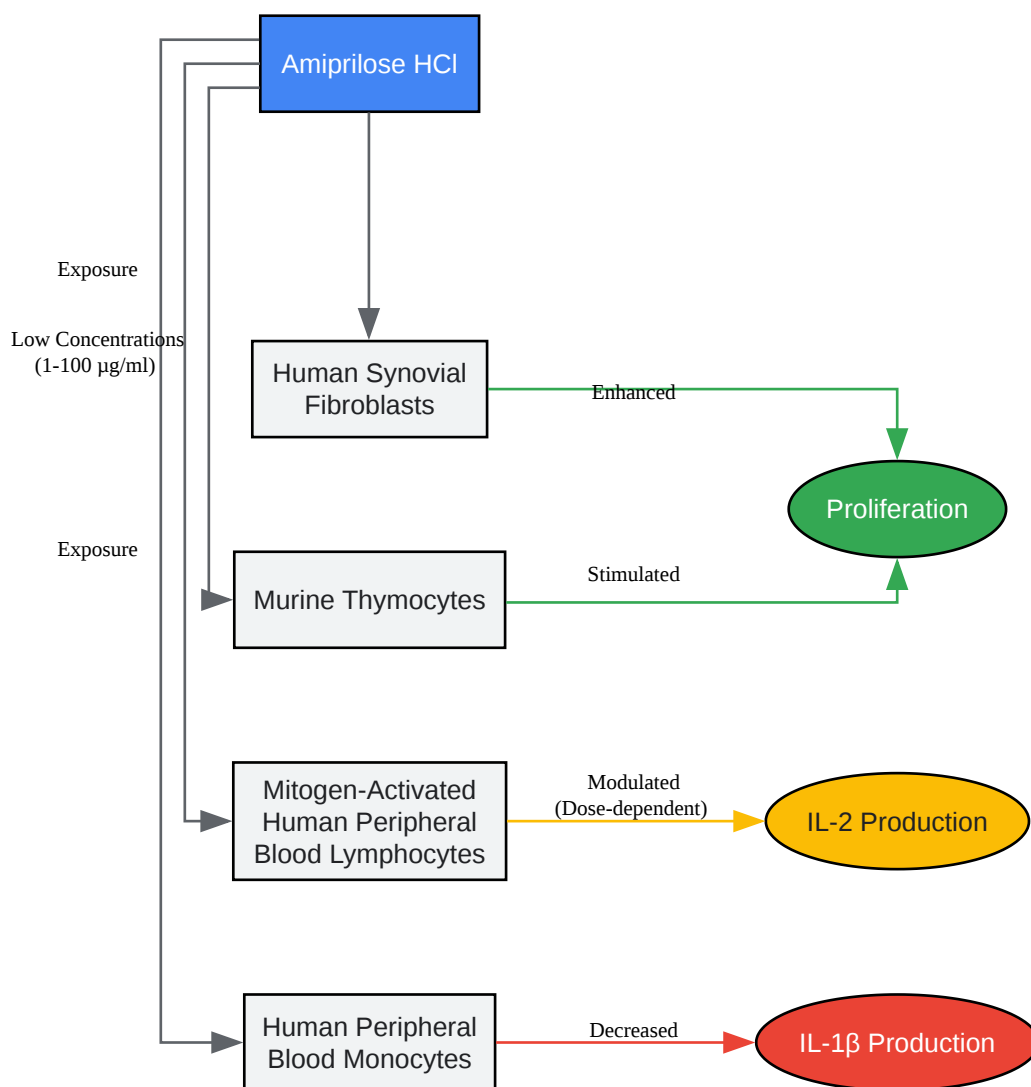 Amiprilose HCl
Exposure
Low Concentrations
(1-100 µg/ml)
Human Synovial
Fibroblasts
Enhanced
Proliferation
Exposure
Murine Thymocytes
Stimulated
Mitogen-Activated
Human Peripheral
Blood Lymphocytes
Modulated
(Dose-dependent)
IL-2 Production
Human Peripheral
Blood Monocytes
Decreased
IL-1β Production